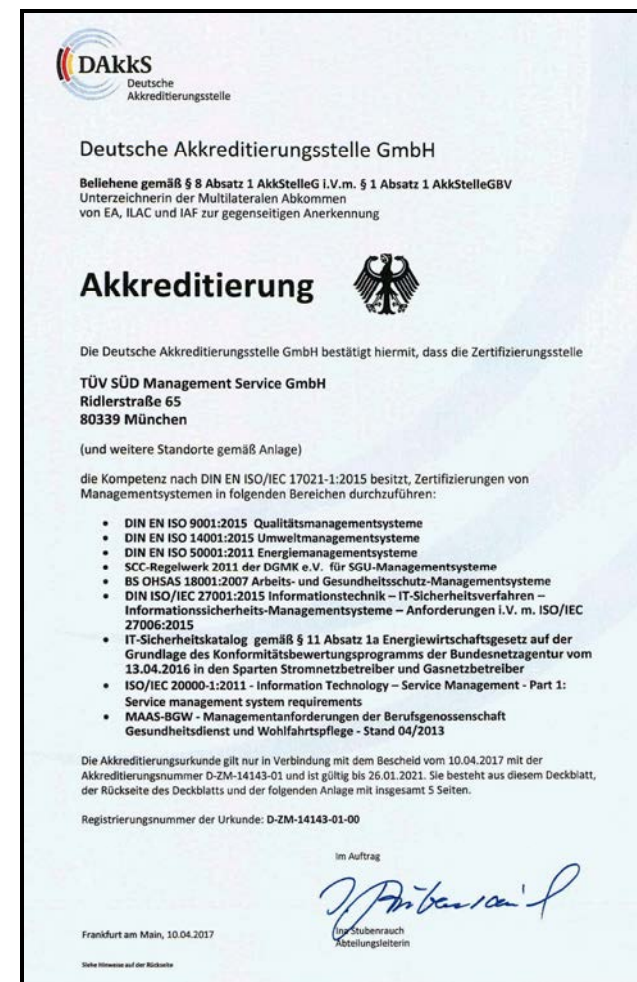 DAkkS
Deutsche
Akkreditierungsstelle
Deutsche Akkreditierungsstelle GmbH
Beliehene gemäß § 8 Absatz 1 AkkStelleG i.V.m. § 1 Absatz 1 AkkStelleGBV
Unterzeichnerin der Multilateralen Abkommen
von EA, ILAC und IAF zur gegenseitigen Anerkennung
Akkreditierung
Die Deutsche Akkreditierungsstelle GmbH bestätigt hiermit, dass die Zertifizierungsstelle
TÜV SÜD Management Service GmbH
Ridlerstraße 65
80339 München
(und weitere Standorte gemäß Anlage)
die Kompetenz nach DIN EN ISO/IEC 17021-1:2015 besitzt, Zertifizierungen von
Managementsystemen in folgenden Bereichen durchzuführen:
• DIN EN ISO 9001:2015 Qualitätsmanagementsysteme
• DIN EN ISO 14001:2015 Umweltmanagementsysteme
• DIN EN ISO 50001:2011 Energiemanagementsysteme
• SCC-Regelwerk 2011 der DGMK e.V. für SGU-Managementsysteme
• BS OHSAS 18001:2007 Arbeits- und Gesundheitsschutz-Managementsysteme
• DIN ISO/IEC 27001:2015 Informationstechnik – IT-Sicherheitsverfahren –
Informationssicherheits-Managementsysteme – Anforderungen i.V. m. ISO/IEC
27006:2015
• IT-Sicherheitskatalog gemäß § 11 Absatz 1a Energiewirtschaftsgesetz auf der
Grundlage des Konformitätsbewertungsprogramms der Bundesnetzagentur vom
13.04.2016 in den Sparten Stromnetzbetreiber und Gasnetzbetreiber
• ISO/IEC 20000-1:2011 - Information Technology – Service Management - Part 1:
Service management system requirements
• MAAS-BGW - Managementanforderungen der Berufsgenossenschaft
Gesundheitsdienst und Wohlfahrtspflege - Stand 04/2013
Die Akkreditierungsurkunde gilt nur in Verbindung mit dem Bescheid vom 10.04.2017 mit der
Akkreditierungsnummer D-ZM-14143-01 und ist gültig bis 26.01.2021. Sie besteht aus diesem Deckblatt,
der Rückseite des Deckblatts und der folgenden Anlage mit insgesamt 5 Seiten.
Registrierungsnummer der Urkunde: D-ZM-14143-01-00
Im Auftrag
Frankfurt am Main, 10.04.2017
Stubenrauch
Abteilungsleiterin
Siehe Hinweise auf der Rückseite